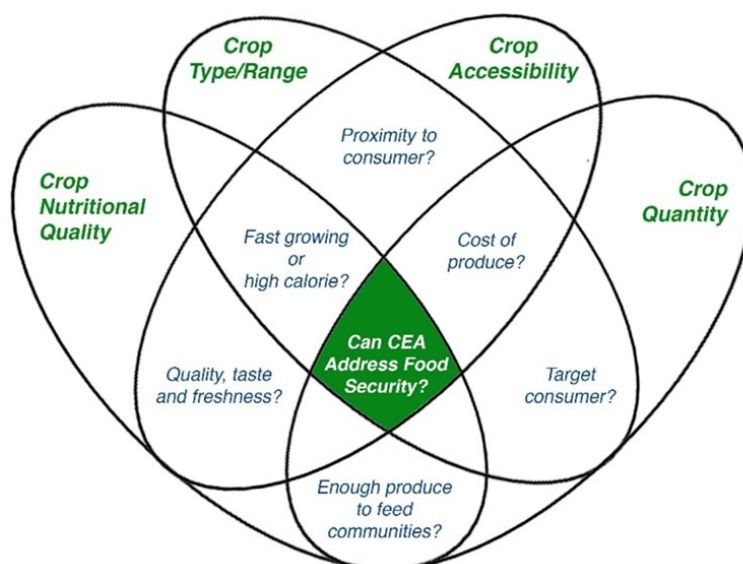 Crop
Type/Range
Crop
Accessibility
Proximity to
consumer?
Crop
Nutritional
Quality
Crop
Quantity
Fast growing
or
high calorie?
Cost of
produce?
Can CEA
Address Food
Security?
Quality, taste
and freshness?
Target
consumer?
Enough produce
to feed
communities?